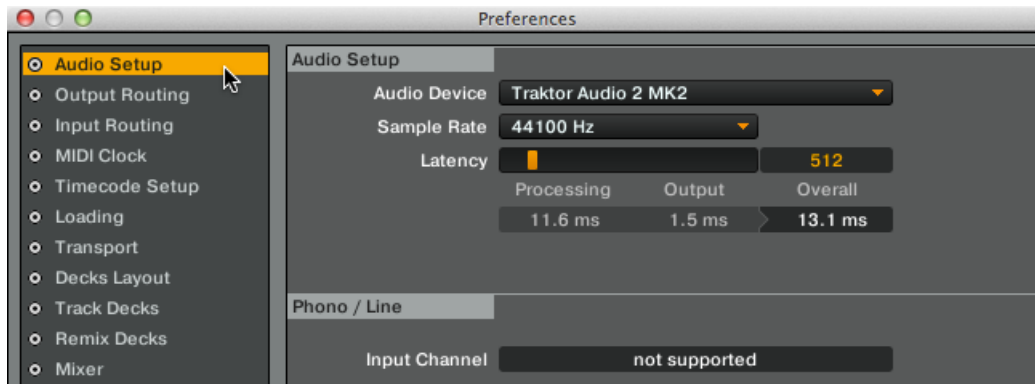 Preferences
Audio Setup
Output Routing
Input Routing
MIDI Clock
Timecode Setup
Loading
Transport
Decks Layout
Track Decks
Remix Decks
Mixer
Audio Setup
Audio Device Traktor Audio 2 MK2
Sample Rate 44100 Hz
Latency 512
Processing Output Overall
11.6 ms 1.5 ms 13.1 ms
Phono / Line
Input Channel not supported